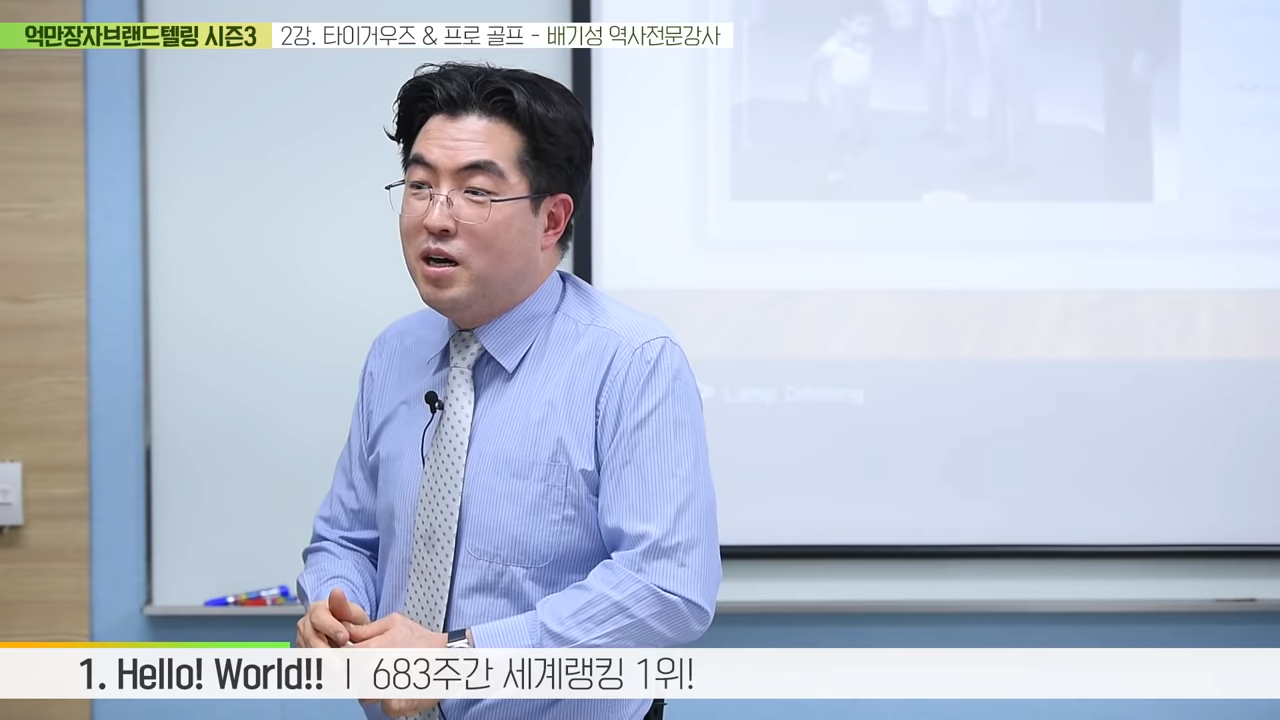 억만장자브랜드텔링 시즌3
2강. 타이거우즈 & 프로 골프 - 배기성 역사전문강사
Lamp Dimming
1. Hello! World!! | 683주간 세계랭킹 1위!